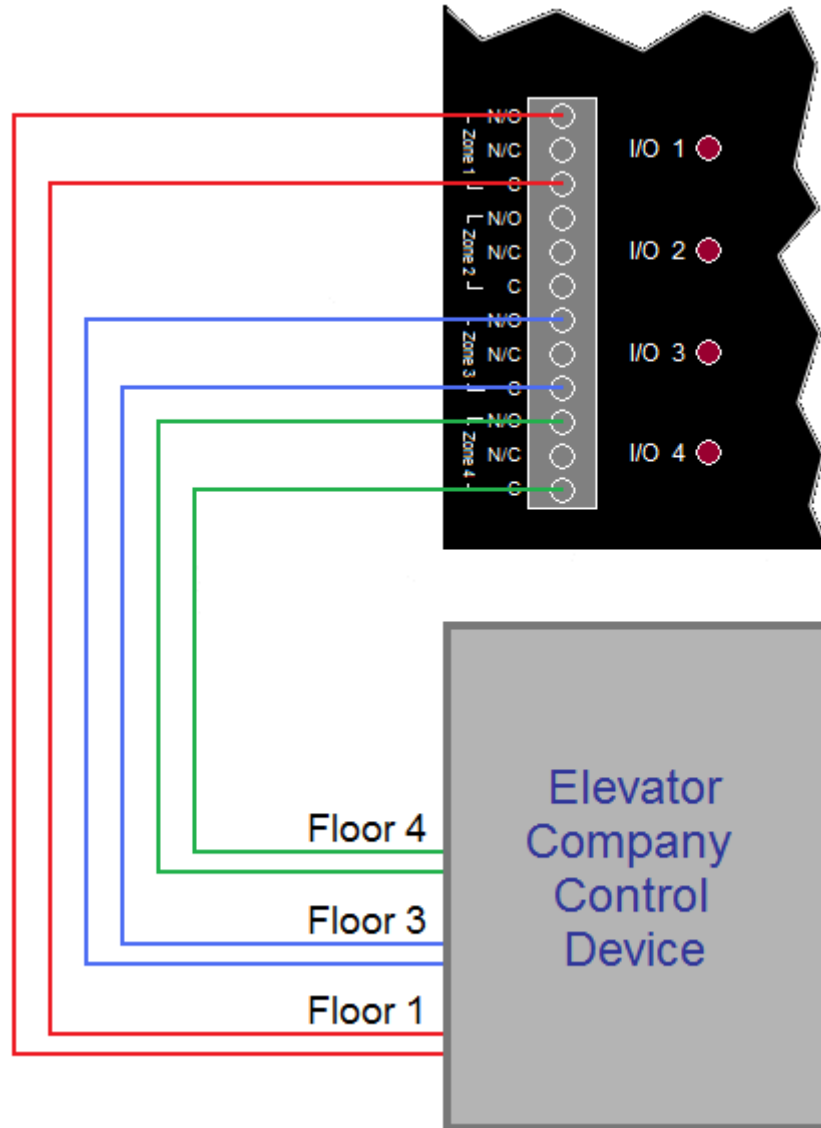 N/O
Zone 1
N/C
I/O 1
C
N/O
Zone 2
N/C
I/O 2
C
N/O
Zone 3
N/C
I/O 3
C
N/O
Zone 4
N/C
I/O 4
C
Elevator
Company
Control
Device
Floor 4
Floor 3
Floor 1